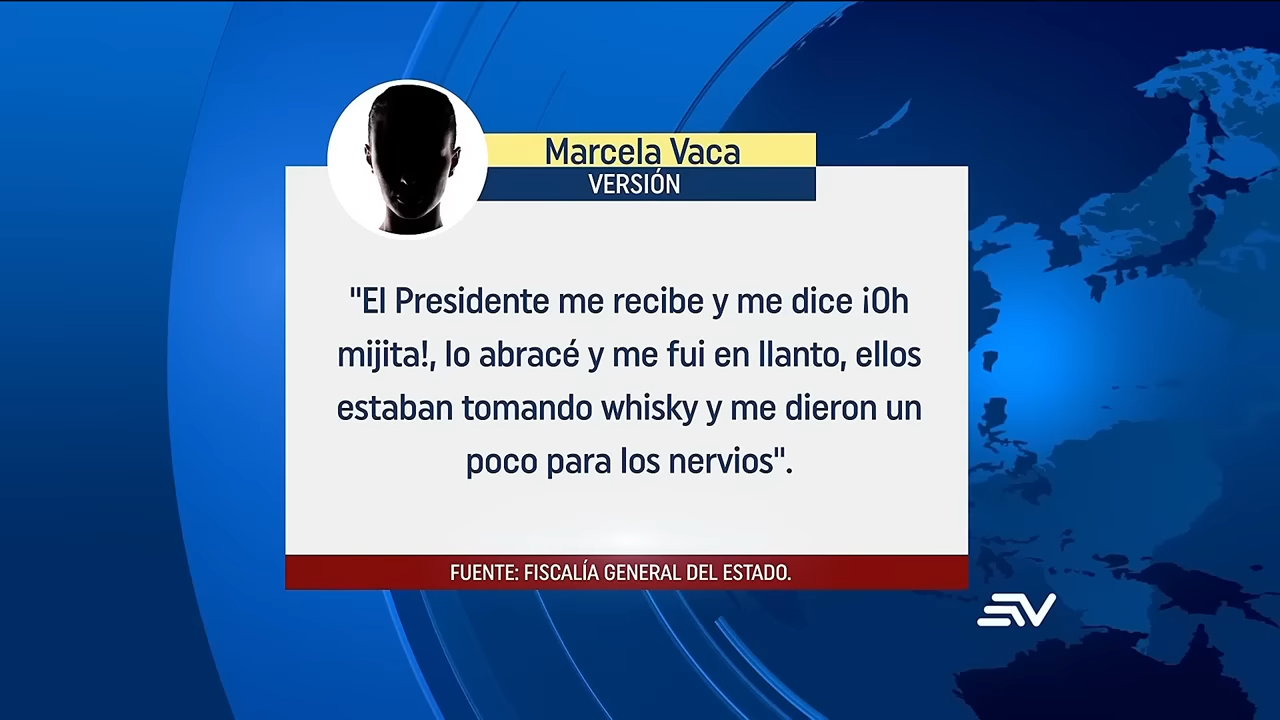 Marcela Vaca
VERSIÓN
"El Presidente me recibe y me dice ¡Oh
mijita!, lo abracé y me fui en llanto, ellos
estaban tomando whisky y me dieron un
poco para los nervios".
FUENTE: FISCALÍA GENERAL DEL ESTADO.